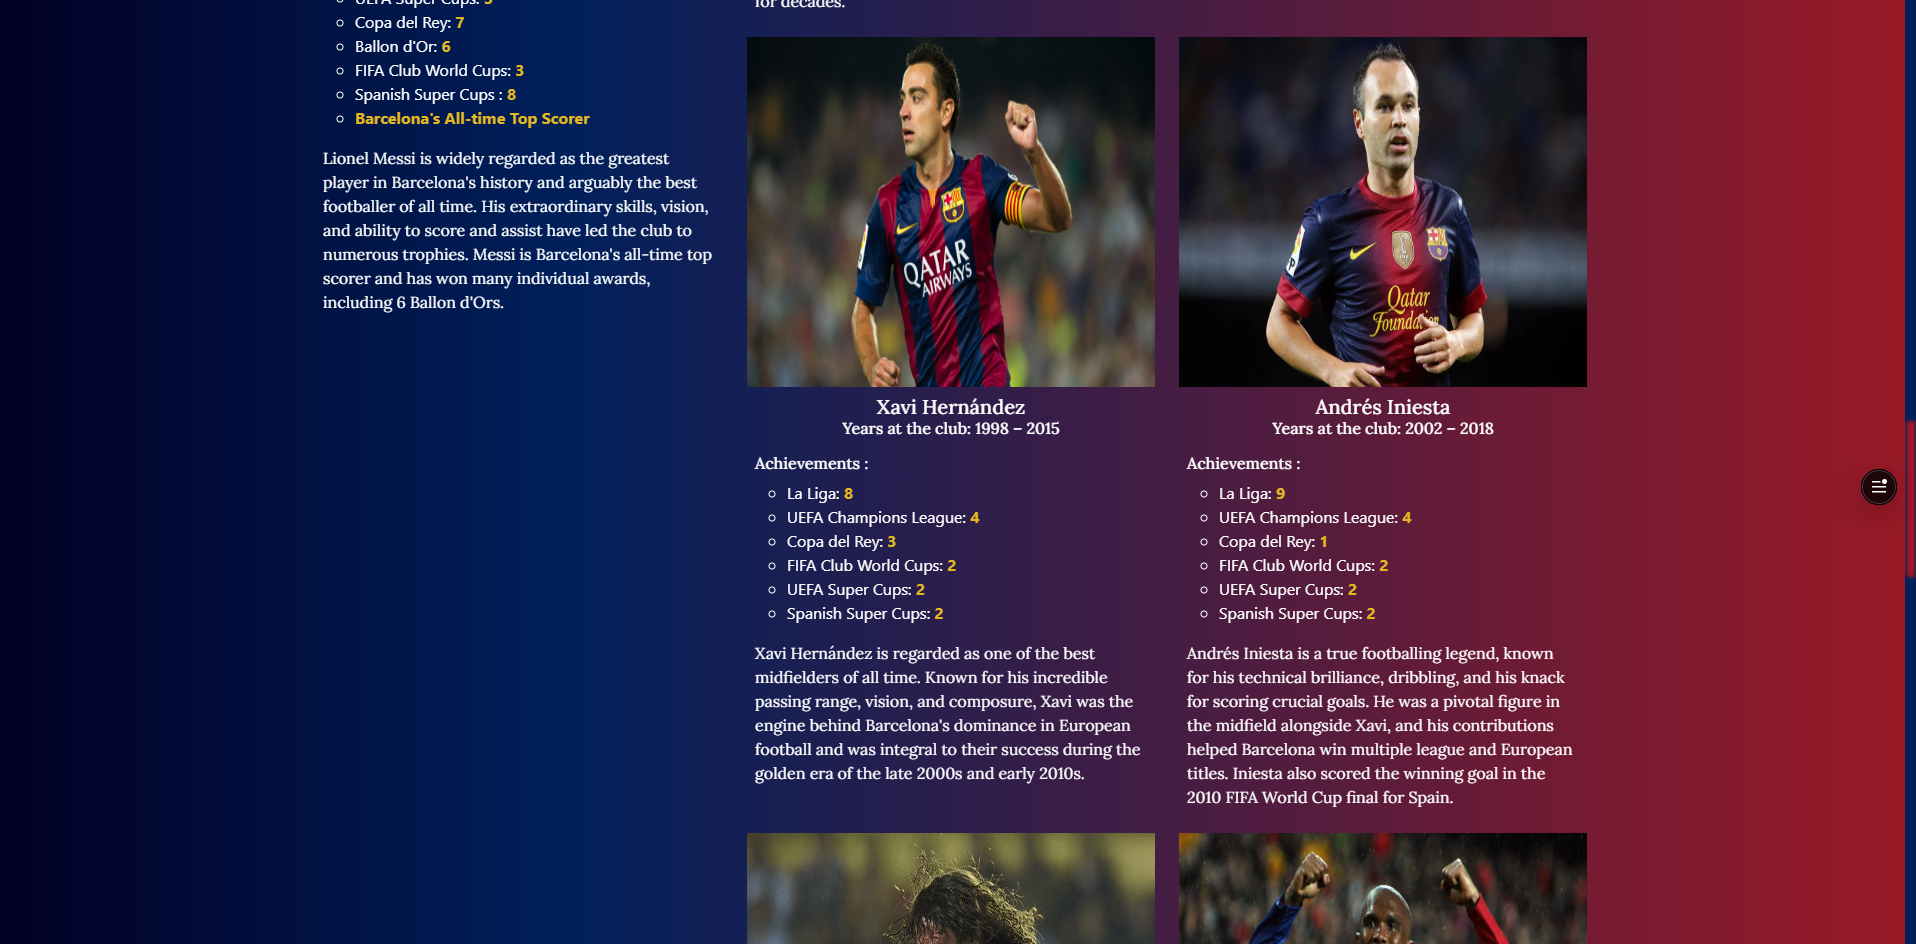 UEFA Super Cups: 3
Copa del Rey: 7
Ballon d'Or: 6
FIFA Club World Cups: 3
Spanish Super Cups : 8
Barcelona's All-time Top Scorer
Lionel Messi is widely regarded as the greatest
player in Barcelona's history and arguably the best
footballer of all time. His extraordinary skills, vision,
and ability to score and assist have led the club to
numerous trophies. Messi is Barcelona's all-time top
scorer and has won many individual awards,
including 6 Ballon d'Ors.
for decades.
QATAR
AIRWAYS
Xavi Hernández
Years at the club: 1998 – 2015
Achievements :
La Liga: 8
UEFA Champions League: 4
Copa del Rey: 3
FIFA Club World Cups: 2
UEFA Super Cups: 2
Spanish Super Cups: 2
Xavi Hernández is regarded as one of the best
midfielders of all time. Known for his incredible
passing range, vision, and composure, Xavi was the
engine behind Barcelona's dominance in European
football and was integral to their success during the
golden era of the late 2000s and early 2010s.
Qatar
Foundation
Andrés Iniesta
Years at the club: 2002 – 2018
Achievements :
La Liga: 9
UEFA Champions League: 4
Copa del Rey: 1
FIFA Club World Cups: 2
UEFA Super Cups: 2
Spanish Super Cups: 2
Andrés Iniesta is a true footballing legend, known
for his technical brilliance, dribbling, and his knack
for scoring crucial goals. He was a pivotal figure in
the midfield alongside Xavi, and his contributions
helped Barcelona win multiple league and European
titles. Iniesta also scored the winning goal in the
2010 FIFA World Cup final for Spain.